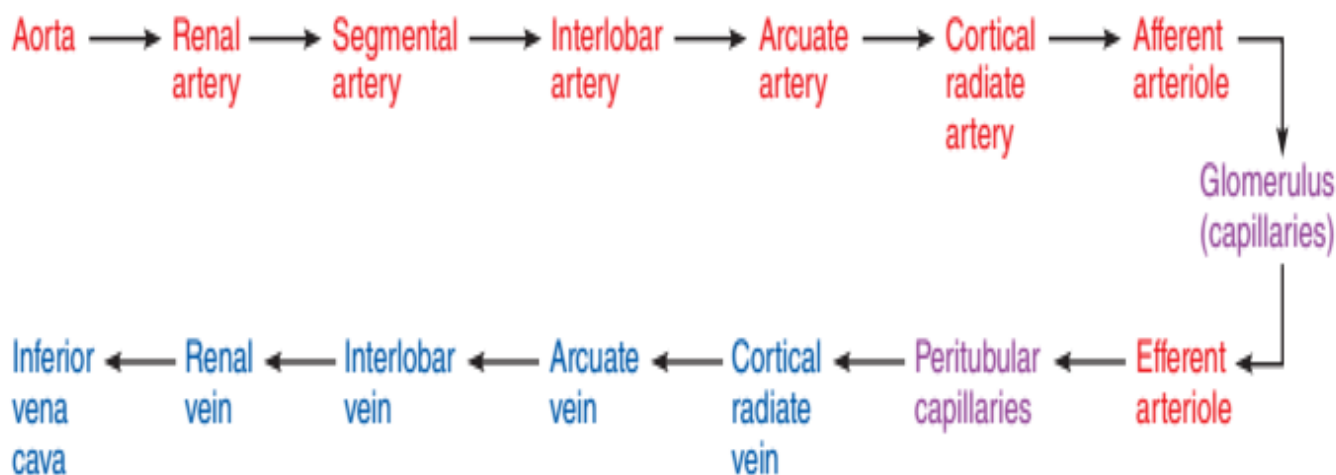 Aorta
Renal
artery
Segmental
artery
Interlobar
artery
Arcuate
artery
Cortical
radiate
artery
Afferent
arteriole
Glomerulus
(capillaries)
Inferior
vena
cava
Renal
vein
Interlobar
vein
Arcuate
vein
Cortical
radiate
vein
Peritubular
capillaries
Efferent
arteriole